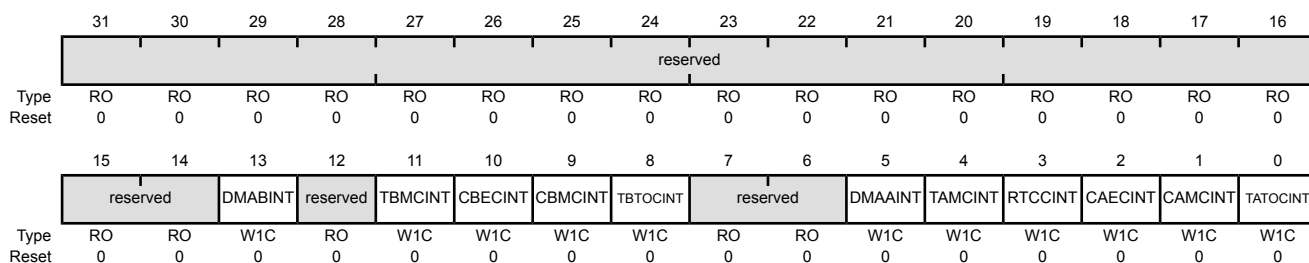 31 30 29 28 27 26 25 24 23 22 21 20 19 18 17 16
reserved
Type RO RO RO RO RO RO RO RO RO RO RO RO RO RO RO RO
Reset 0 0 0 0 0 0 0 0 0 0 0 0 0 0 0 0
15 14 13 12 11 10 9 8 7 6 5 4 3 2 1 0
reserved DMABINT reserved TBMCINT CBECINT CBMCINT TBTOCINT reserved DMAAINT TAMCINT RTCCINT CAECINT CAMCINT TATOCINT
Type RO RO W1C RO W1C W1C W1C W1C RO RO W1C W1C W1C W1C W1C W1C
Reset 0 0 0 0 0 0 0 0 0 0 0 0 0 0 0 0